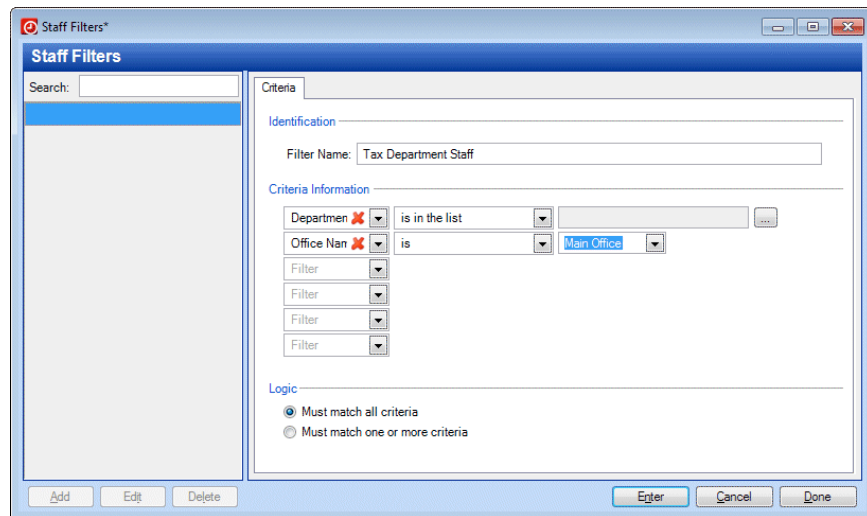 Staff Filters*
Staff Filters
Search:
Criteria
Identification
Filter Name: Tax Department Staff
Criteria Information
Departmen is in the list ...
Office Nam is Main Office
Filter
Filter
Filter
Filter
Logic
Must match all criteria
Must match one or more criteria
Add Edit Delete Enter Cancel Done